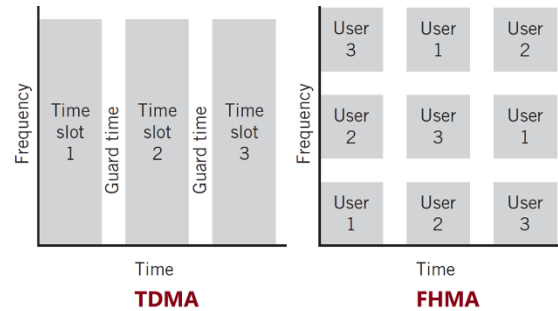 Frequency
Time
slot
1
Guard time
Time
slot
2
Guard time
Time
slot
3
Time
TDMA
Frequency
User
3
User
1
User
2
User
2
User
3
User
1
User
1
User
2
User
3
Time
FHMA